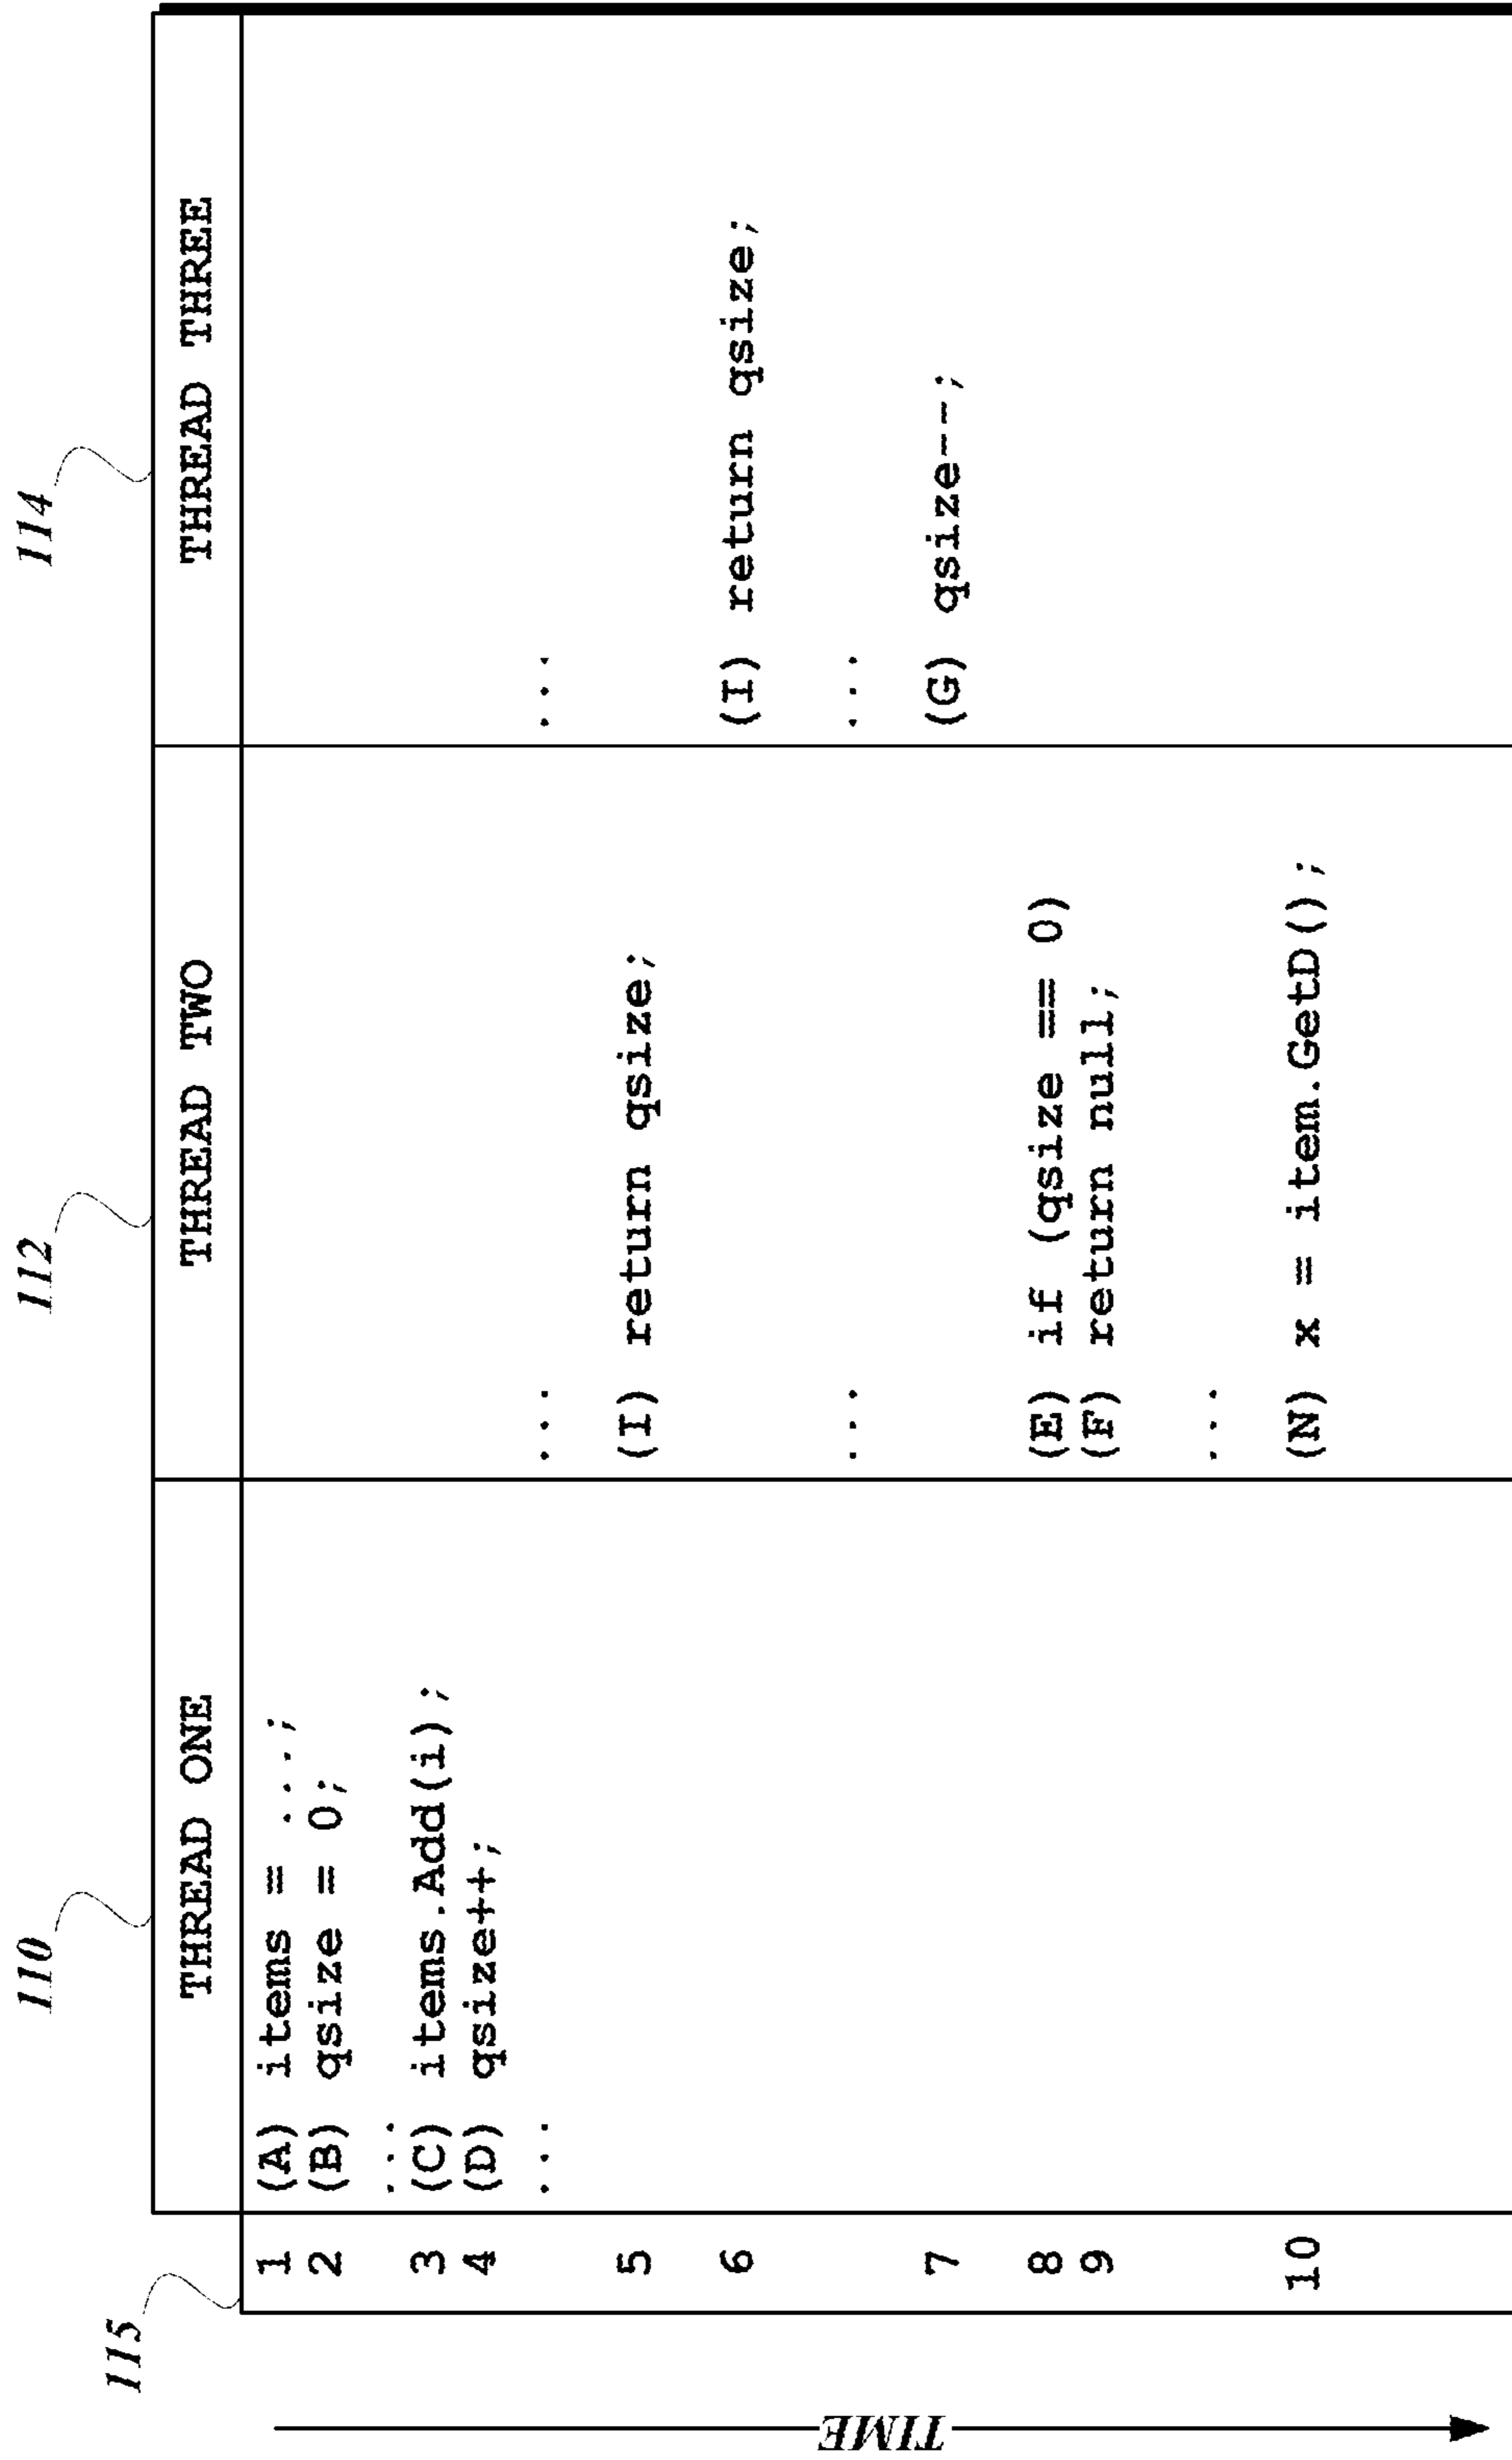 110 112 114
115 THREAD ONE THREAD TWO THREAD THREE
1 (A) items = ...;
2 (B) qsize = 0;
...
3 (C) items.Add(i);
4 (D) qsize++;
... ... ...
5 (I) return qsize;
6 (I) return qsize;
... ...
7 (G) qsize--;
8 (E) if (qsize == 0)
9 (F) return null;
...
10 (N) x = item.GetD();
TIME